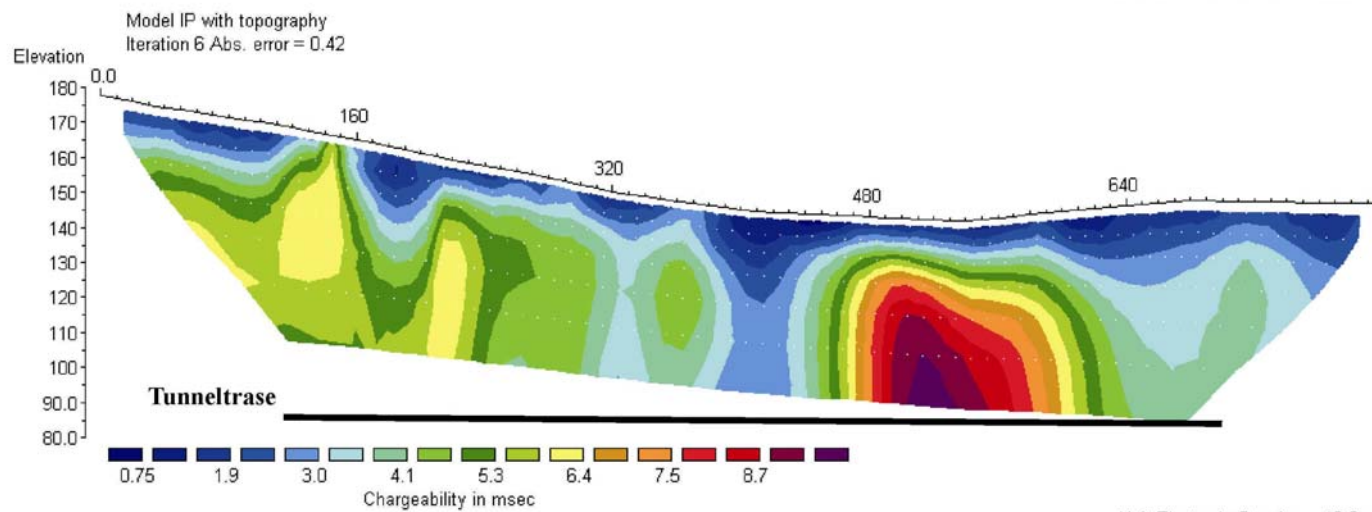 Model IP with topography
Iteration 6 Abs. error = 0.42
Elevation
0.0
180
170
160
160
150
320
140
480
640
130
120
110
100
90.0
Tunneltrase
80.0
0.75 1.9 3.0 4.1 5.3 6.4 7.5 8.7
Chargeability in msec